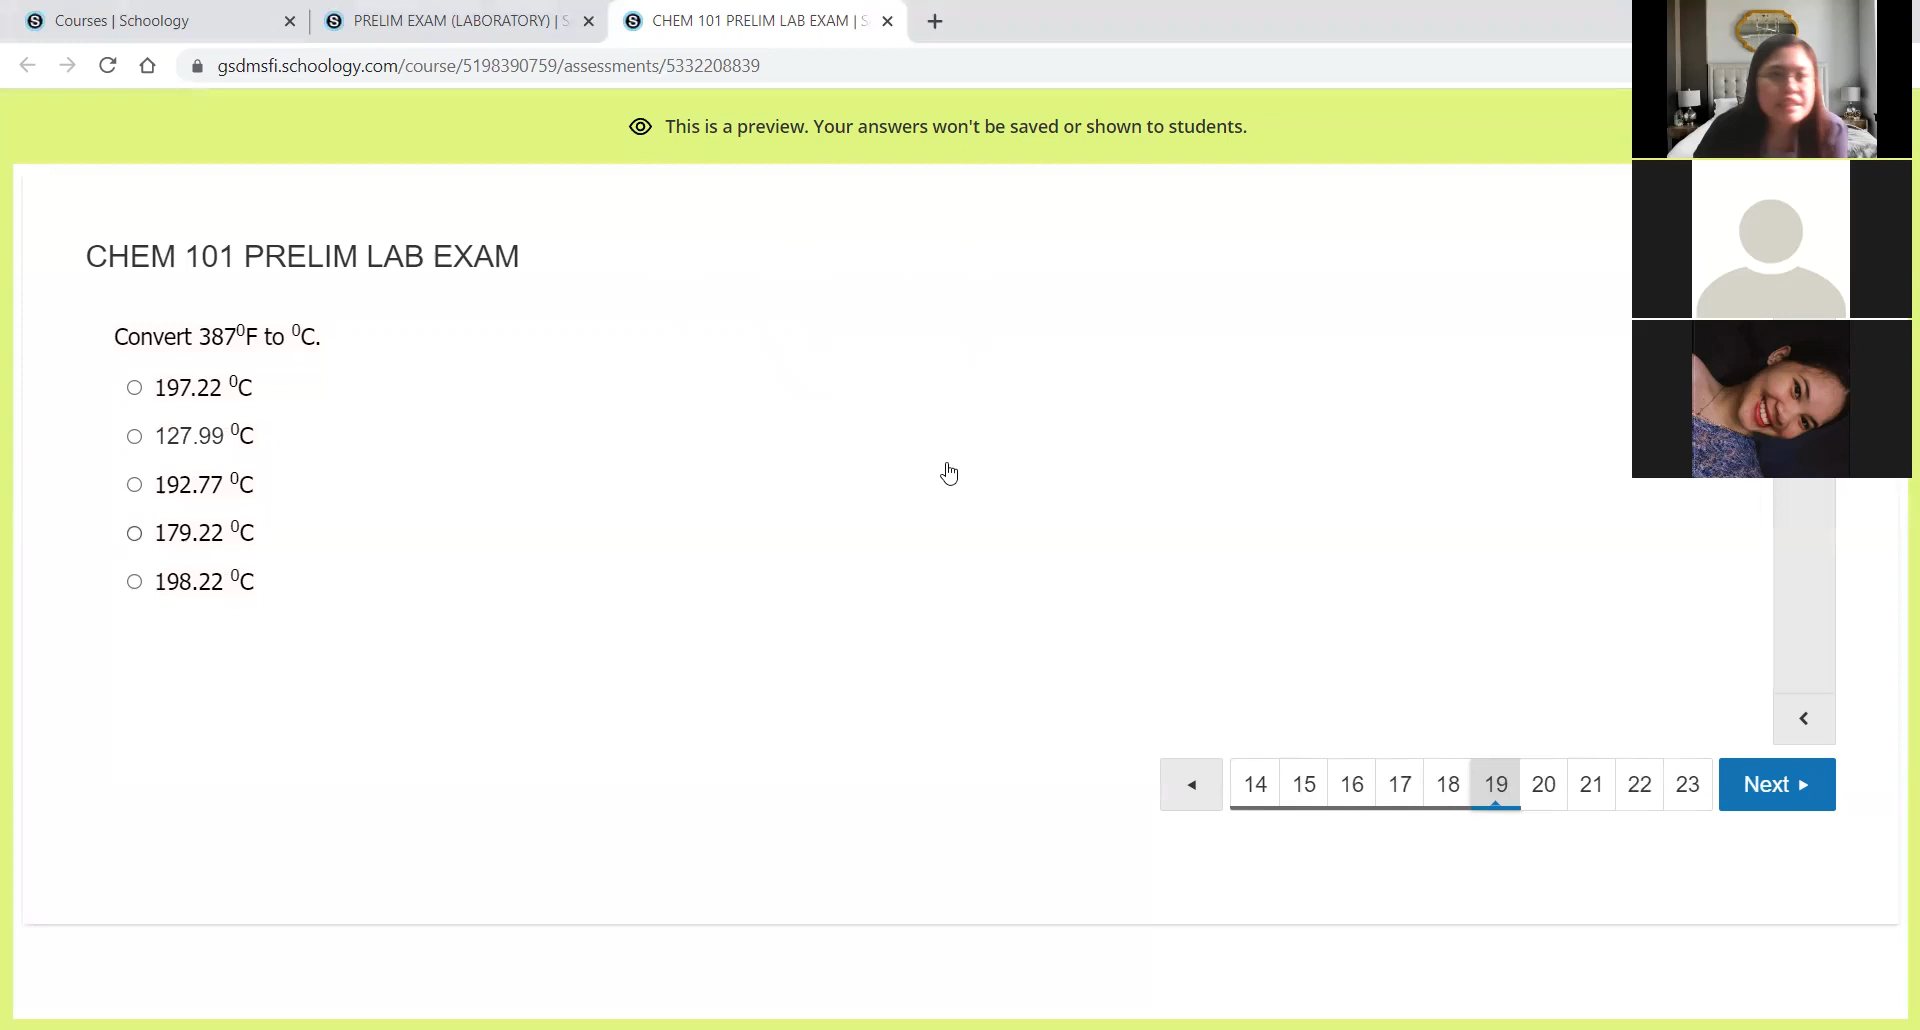 Courses | Schoology
PRELIM EXAM (LABORATORY) | S
CHEM 101 PRELIM LAB EXAM | S
gsdmsfi.schoology.com/course/5198390759/assessments/5332208839
This is a preview. Your answers won't be saved or shown to students.
CHEM 101 PRELIM LAB EXAM
Convert 387⁰F to ⁰C.
197.22 ⁰C
127.99 ⁰C
192.77 ⁰C
179.22 ⁰C
198.22 ⁰C
14 15 16 17 18 19 20 21 22 23 Next